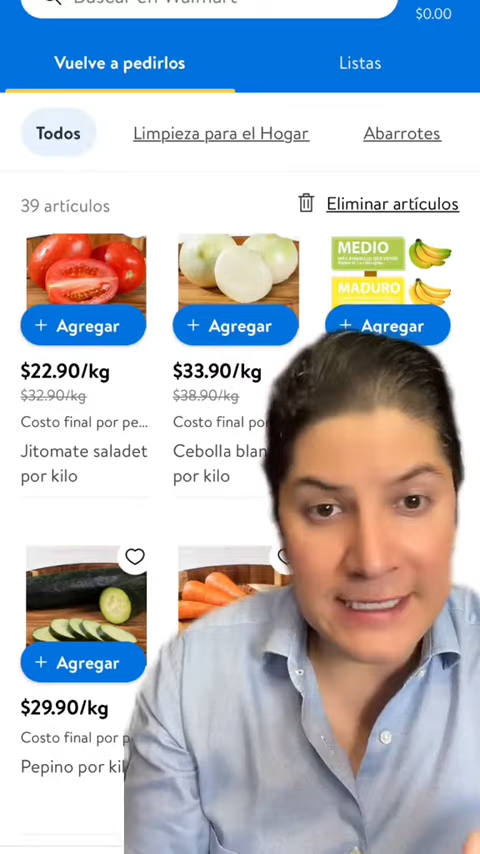 Buscar en Walmart
$0.00
Vuelve a pedirlos
Listas
Todos
Limpieza para el Hogar
Abarrotes
39 artículos
Eliminar artículos
MEDIO
MADURO
+ Agregar
+ Agregar
+ Agregar
$22.90/kg
$33.90/kg
$32.90/kg
$38.90/kg
Costo final por pe...
Costo final por
Jitomate saladet
por kilo
Cebolla blan
por kilo
+ Agregar
$29.90/kg
Costo final por p
Pepino por kil